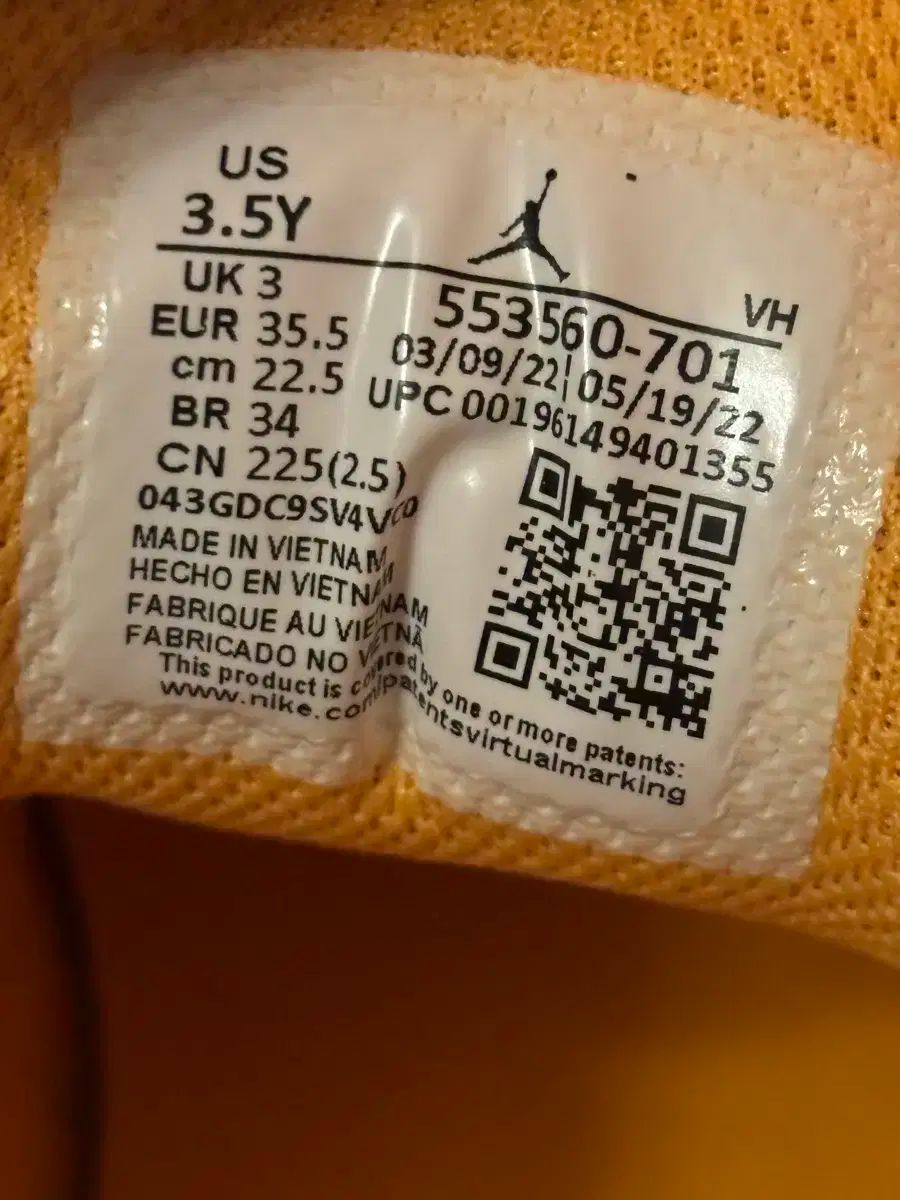 US
3.5Y
UK 3
EUR 35.5
cm 22.5
BR 34
CN 225(2.5)
VH
553560-701
03/09/22 05/19/22
UPC 00196149401355
043GDC9SV4VC0
MADE IN VIETNAM
HECHO EN VIETNAM
FABRIQUE AU VIETNAM
FABRICADO NO VIETNÃ
This product is covered by one or more patents:
www.nike.com/patentsvirtualmarking